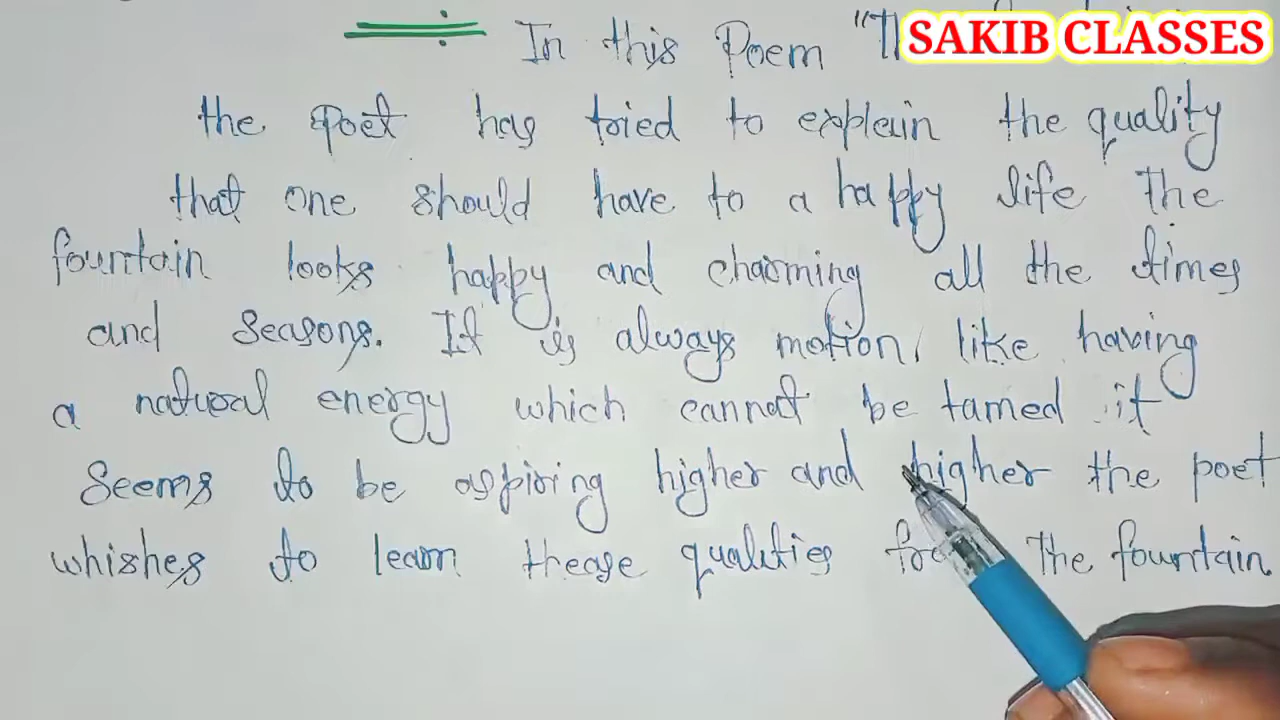 In this Poem "Th SAKIB CLASSES
the Poet has tried to explain the quality
that one should have to a happy life The
fountain looks happy and charming all the times
and Seasons. It is always motion, like having
a natural energy which cannot be tamed it
Seems to be aspiring higher and higher the poet
whishes to learn thease qualities fro The fountain.